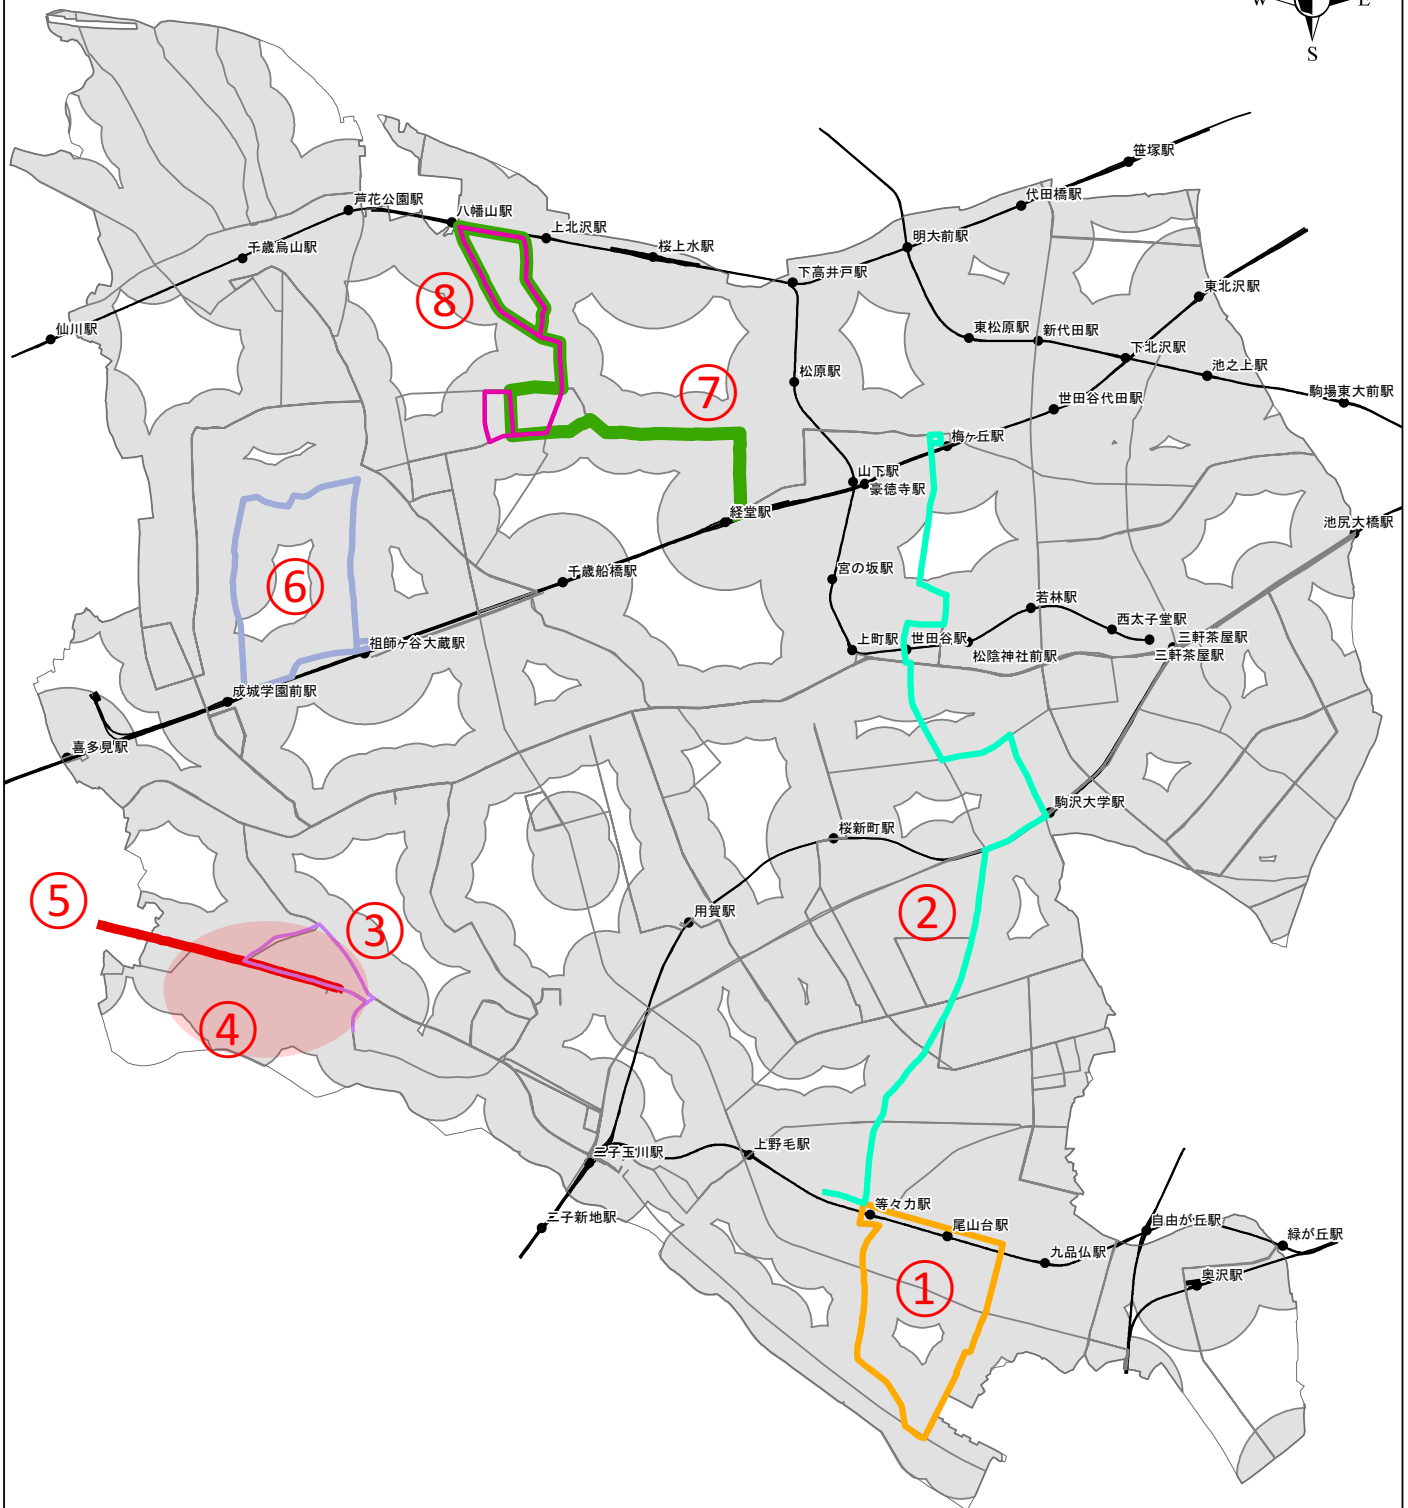 W
E
S
笹塚駅
代田橋駅
芦花公園駅
八幡山駅
上北沢駅
明大前駅
千歳烏山駅
桜上水駅
下高井戸駅
東北沢駅
⑧
仙川駅
東松原駅
新代田駅
下北沢駅
池之上駅
松原駅
⑦
世田谷代田駅
駒場東大前駅
梅ヶ丘駅
山下駅
豪徳寺駅
経堂駅
池尻大橋駅
千歳船橋駅
宮の坂駅
⑥
若林駅
西太子堂駅
祖師ヶ谷大蔵駅
上町駅
世田谷駅
三軒茶屋駅
松陰神社前駅
三軒茶屋駅
成城学園前駅
喜多見駅
駒沢大学駅
桜新町駅
⑤
③
用賀駅
②
④
二子玉川駅
上野毛駅
等々力駅
二子新地駅
尾山台駅
自由が丘駅
緑が丘駅
九品仏駅
奥沢駅
①